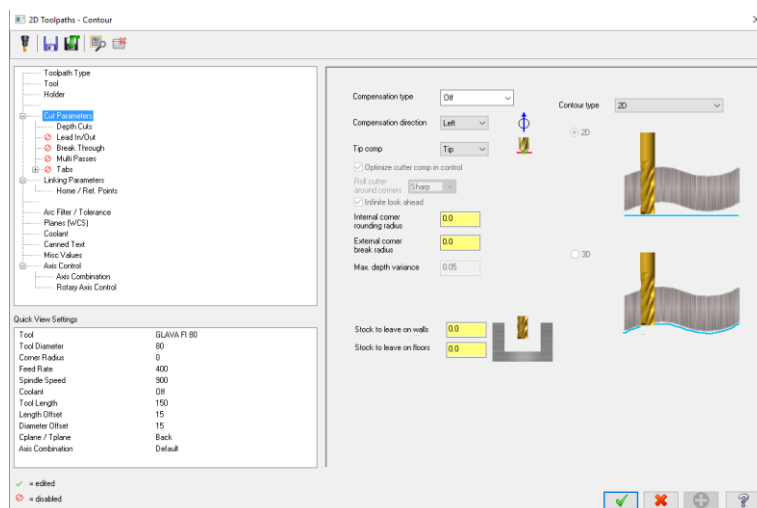 2D Toolpaths - Contour
Toolpath Type
Tool
Holder
Cut Parameters
Depth Cuts
Lead In/Out
Break Through
Multi Passes
Tabs
Linking Parameters
Home / Ref. Points
Arc Filter / Tolerance
Planes (WCS)
Coolant
Canned Text
Misc Values
Axis Control
Axis Combination
Rotary Axis Control
Quick View Settings
Tool GLAVA FI 80
Tool Diameter 80
Corner Radius 0
Feed Rate 400
Spindle Speed 900
Coolant Off
Tool Length 150
Length Offset 15
Diameter Offset 15
Cplane / Tplane Back
Axis Combination Default
= edited
= disabled
Compensation type Off
Compensation direction Left
Tip comp Tip
Optimize cutter comp in control
Roll cutter
around corners Sharp
Infinite look ahead
Internal corner
rounding radius 0.0
External corner
break radius 0.0
Max. depth variance 0.05
Stock to leave on walls 0.0
Stock to leave on floors 0.0
Contour type 2D
2D
3D